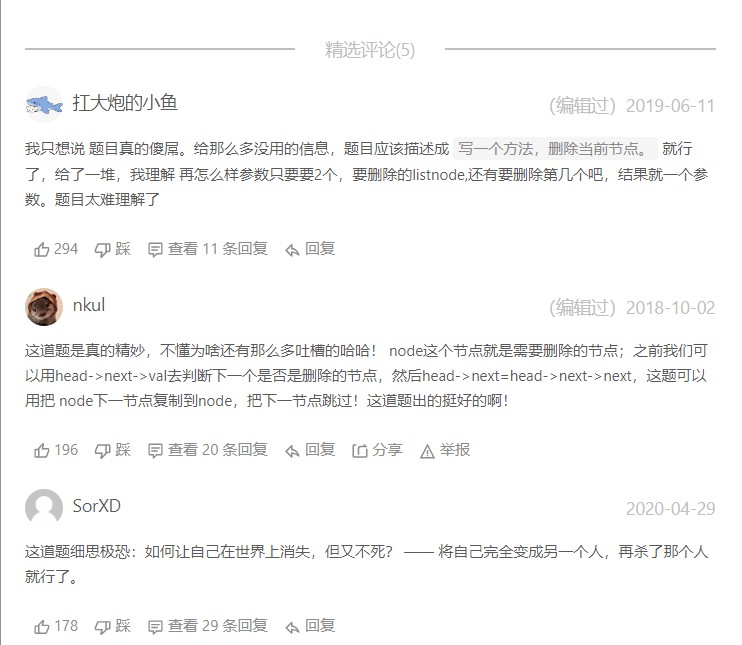 精选评论(5)
扛大炮的小鱼 （编辑过）2019-06-11
我只想说 题目真的傻屌。给那么多没用的信息，题目应该描述成 写一个方法，删除当前节点。 就行
了，给了一堆，我理解 再怎么样参数只要要2个，要删除的listnode,还有要删除第几个吧，结果就一个参
数。题目太难理解了
294 踩 查看 11 条回复 回复
nkul （编辑过）2018-10-02
这道题是真的精妙，不懂为啥还有那么多吐槽的哈哈！ node这个节点就是需要删除的节点；之前我们可
以用head->next->val去判断下一个是否是删除的节点，然后head->next=head->next->next，这题可以
用把 node下一节点复制到node，把下一节点跳过！这道题出的挺好的啊！
196 踩 查看 20 条回复 回复 分享 举报
SorXD 2020-04-29
这道题细思极恐：如何让自己在世界上消失，但又不死？ —— 将自己完全变成另一个人，再杀了那个人
就行了。
178 踩 查看 29 条回复 回复